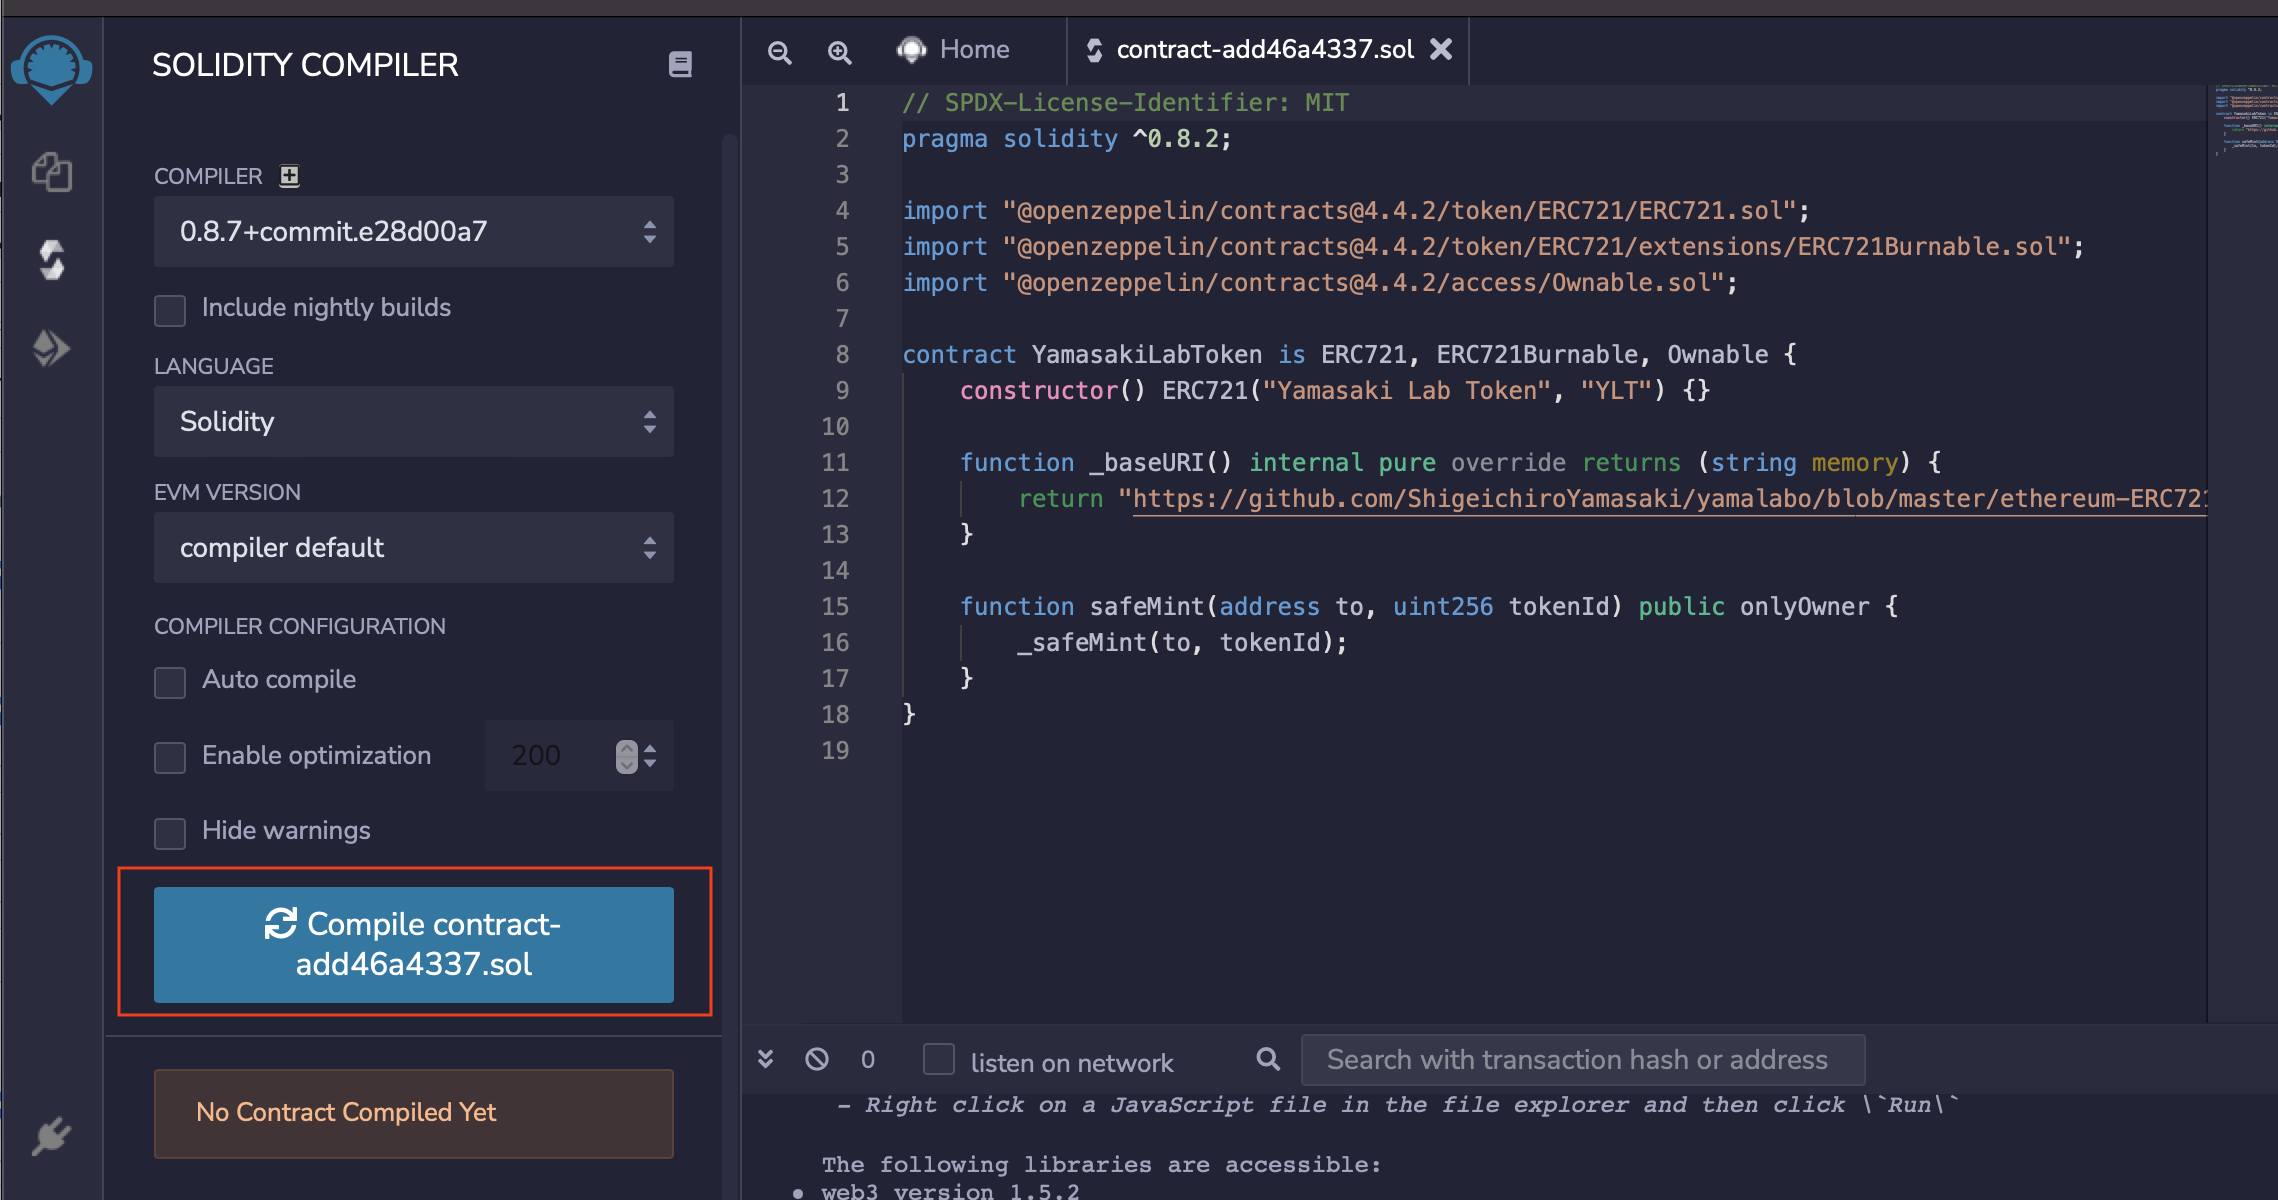 SOLIDITY COMPILER
COMPILER
0.8.7+commit.e28d00a7
Include nightly builds
LANGUAGE
Solidity
EVM VERSION
compiler default
COMPILER CONFIGURATION
Auto compile
Enable optimization 200
Hide warnings
Compile contract-
add46a4337.sol
No Contract Compiled Yet
Home
contract-add46a4337.sol
1 // SPDX-License-Identifier: MIT
2 pragma solidity ^0.8.2;
3
4 import "@openzeppelin/contracts@4.4.2/token/ERC721/ERC721.sol";
5 import "@openzeppelin/contracts@4.4.2/token/ERC721/extensions/ERC721Burnable.sol";
6 import "@openzeppelin/contracts@4.4.2/access/Ownable.sol";
7
8 contract YamasakiLabToken is ERC721, ERC721Burnable, Ownable {
9 constructor() ERC721("Yamasaki Lab Token", "YLT") {}
10
11 function _baseURI() internal pure override returns (string memory) {
12 return "https://github.com/ShigeichiroYamasaki/yamalabo/blob/master/ethereum-ERC721
13 }
14
15 function safeMint(address to, uint256 tokenId) public onlyOwner {
16 _safeMint(to, tokenId);
17 }
18 }
19
0
listen on network
Search with transaction hash or address
- Right click on a JavaScript file in the file explorer and then click \`Run\`
The following libraries are accessible:
• web3 version 1.5.2